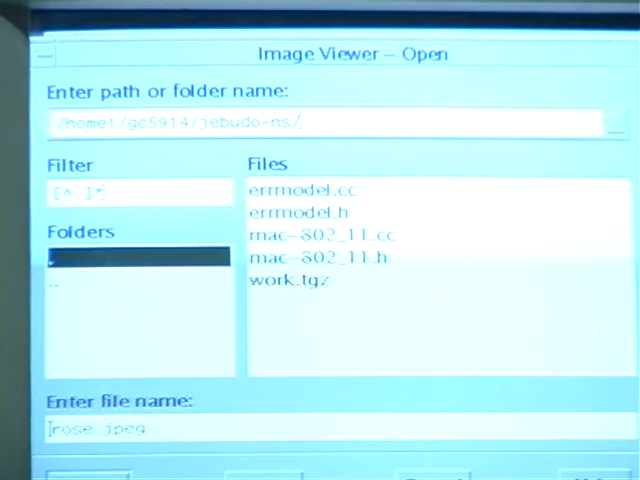 Image Viewer – Open
Enter path or folder name:
/home1/gc5914/jebudo-ns/
Filter
[^.]*
Files
errmodel.cc
errmodel.h
mac-802_11.cc
mac-802_11.h
work.tgz
Folders
.
..
Enter file name:
rose.jpeg